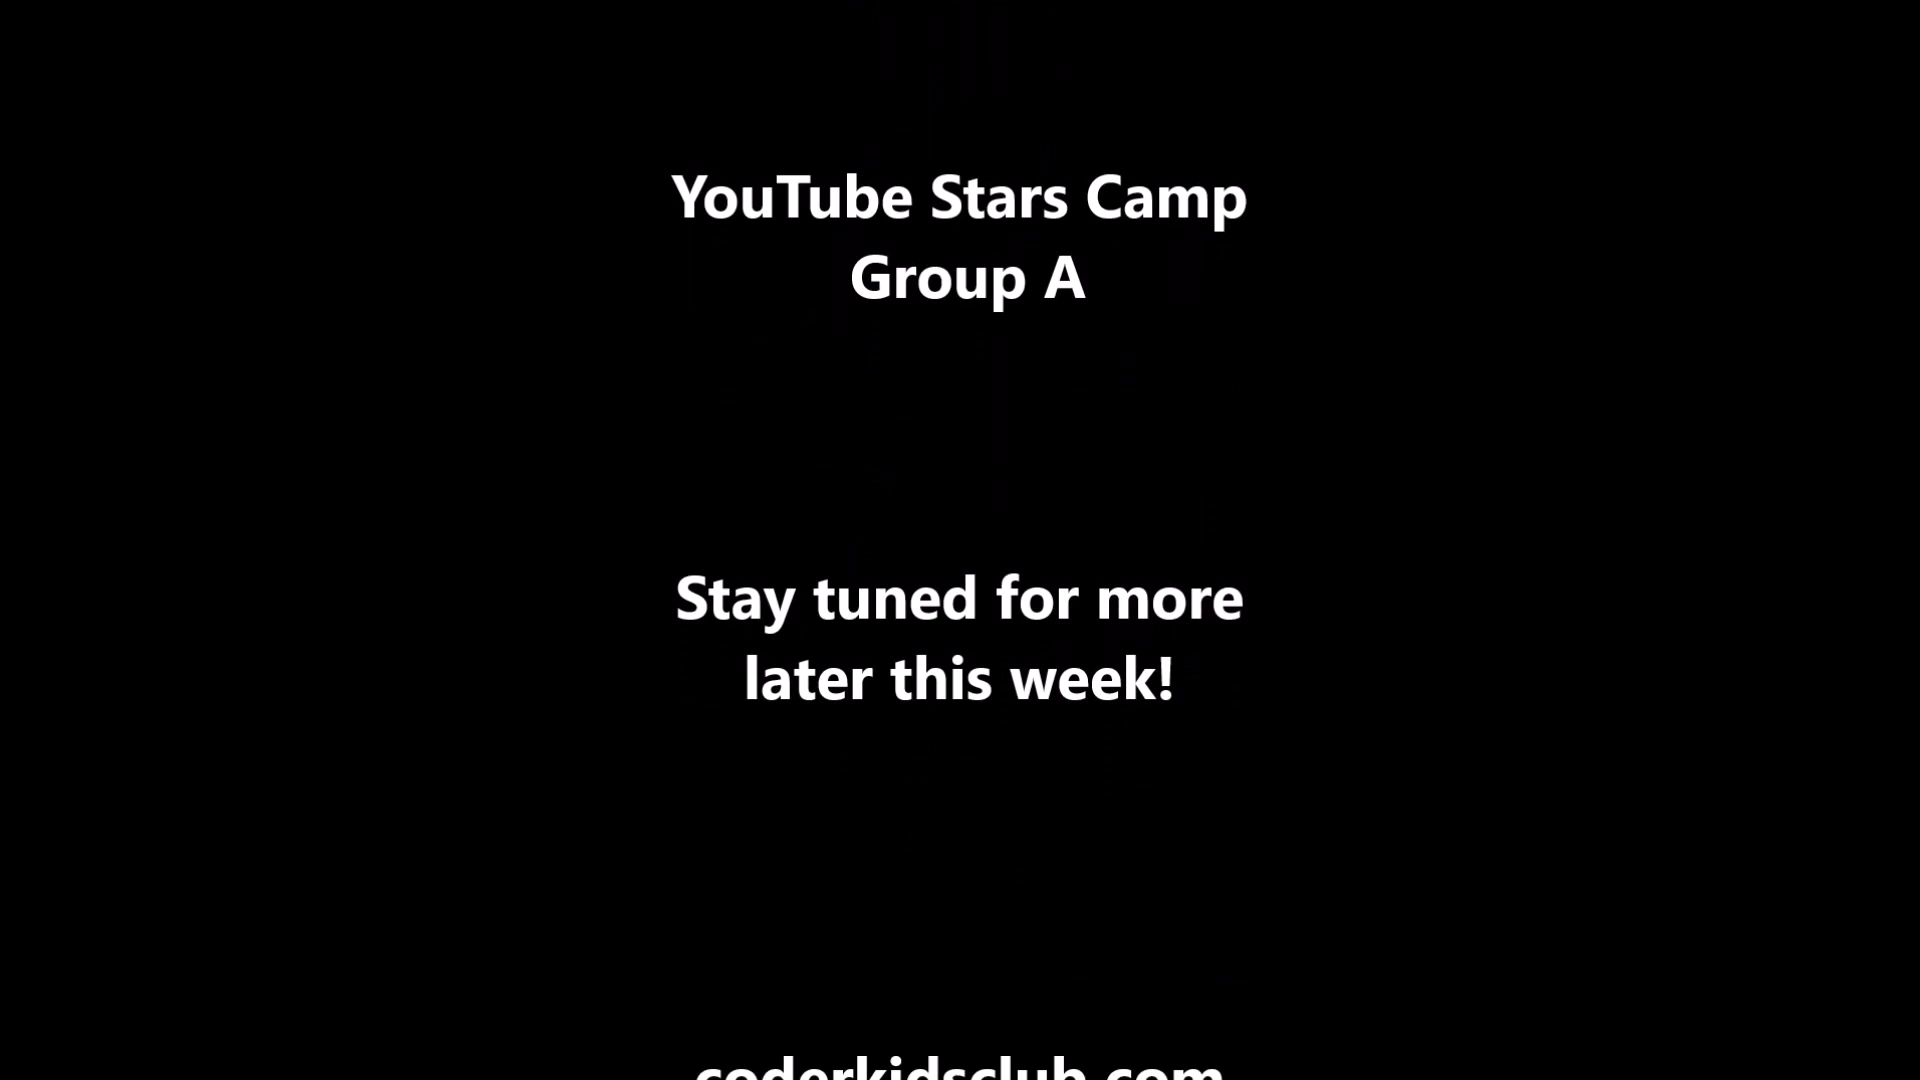 YouTube Stars Camp
Group A
Stay tuned for more
later this week!
coderkidsclub.com